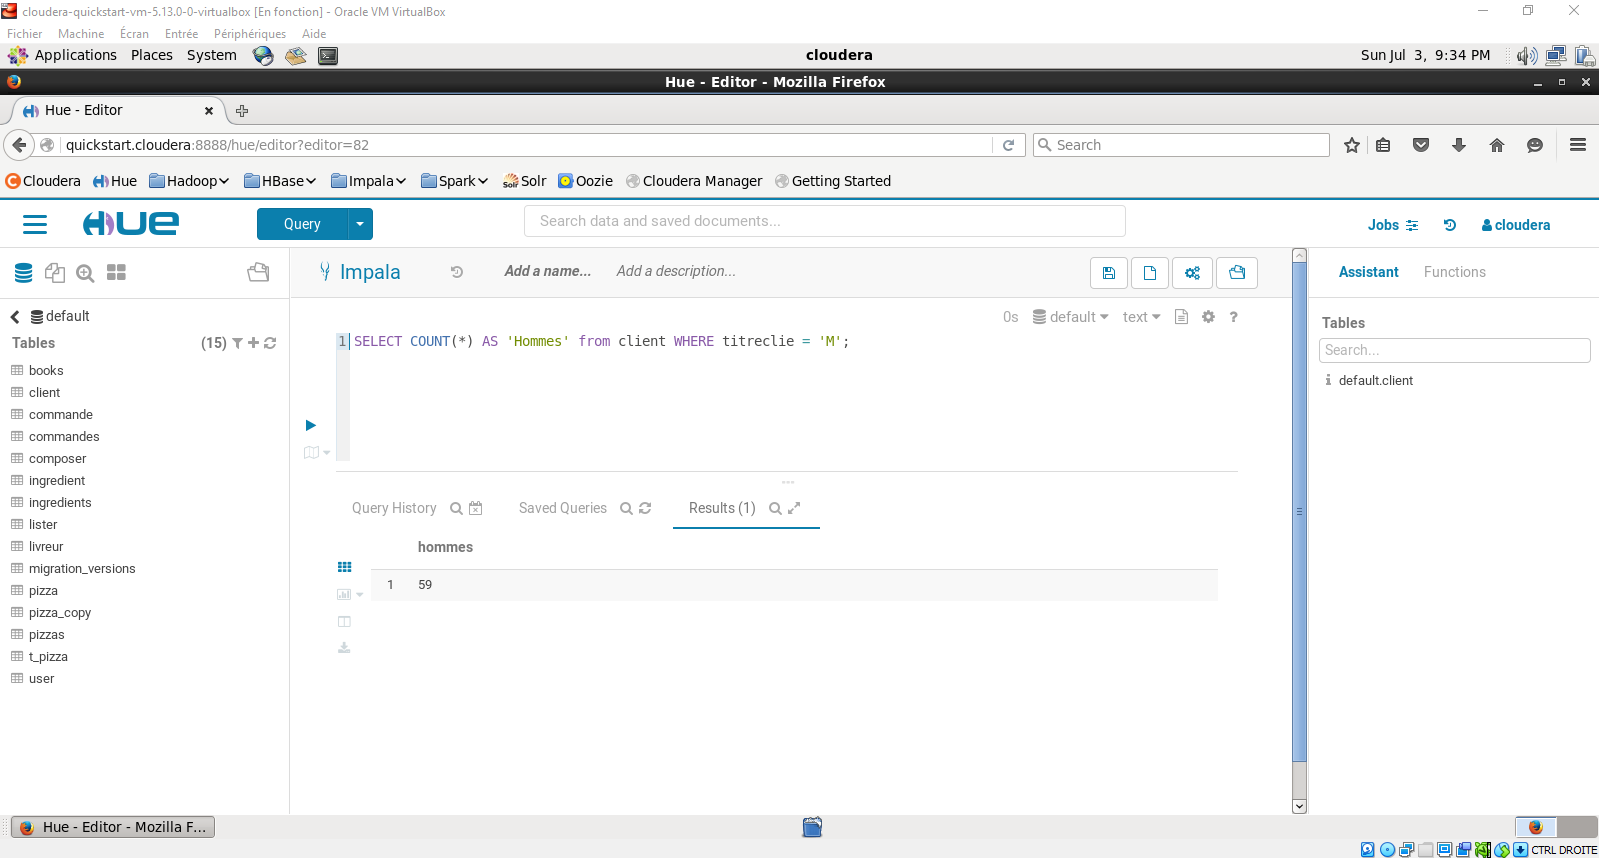 cloudera-quickstart-vm-5.13.0-0-virtualbox [En fonction] - Oracle VM VirtualBox
Fichier Machine Écran Entrée Périphériques Aide
Applications Places System cloudera Sun Jul 3, 9:34 PM
Hue - Editor - Mozilla Firefox
Hue - Editor
quickstart.cloudera:8888/hue/editor?editor=82 Search
Cloudera Hue Hadoop HBase Impala Spark Solr Solr Oozie Cloudera Manager Getting Started
HUE Query Search data and saved documents... Jobs cloudera
Impala Add a name... Add a description... Assistant Functions
default 0s default text ?
Tables (15) Tables
1 SELECT COUNT(*) AS 'Hommes' from client WHERE titreclie = 'M';
Search...
books
default.client
client
commande
commandes
composer
ingredient
ingredients
lister
Query History Saved Queries Results (1)
livreur
hommes
migration_versions
1 59
pizza
pizza_copy
pizzas
t_pizza
user
Hue - Editor - Mozilla F...
CTRL DROITE